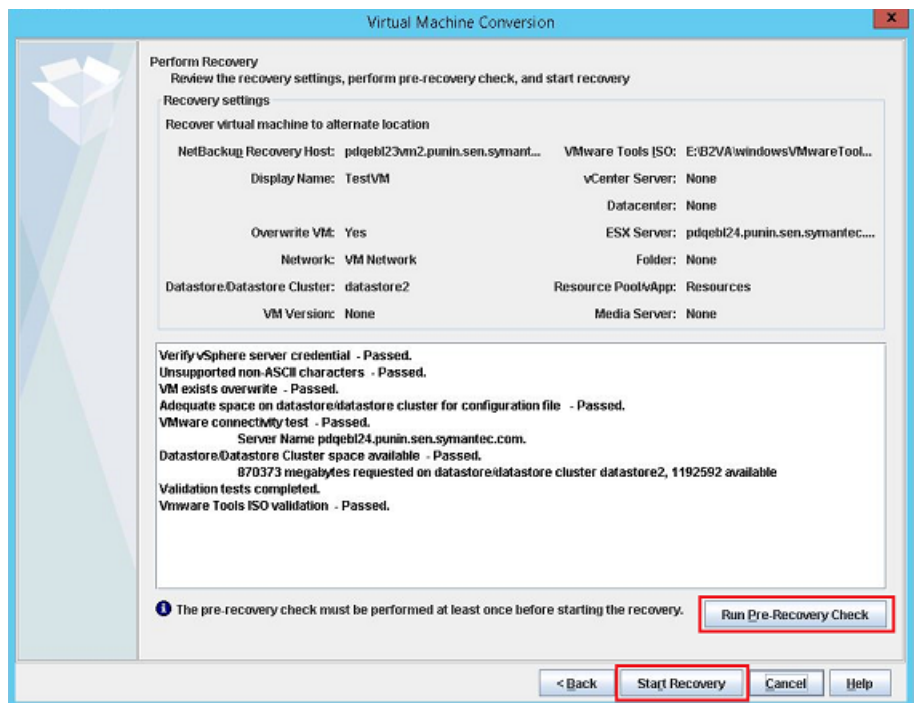 Virtual Machine Conversion
x
Perform Recovery
Review the recovery settings, perform pre-recovery check, and start recovery
Recovery settings
Recover virtual machine to alternate location
NetBackup Recovery Host: pdqebl23vm2.punin.sen.symant... VMware Tools ISO: E:\B2VA\windowsVMwareTool...
Display Name: TestVM vCenter Server: None
Datacenter: None
Overwrite VM: Yes ESX Server: pdqebl24.punin.sen.symantec....
Network: VM Network Folder: None
Datastore/Datastore Cluster: datastore2 Resource Pool/vApp: Resources
VM Version: None Media Server: None
Verify vSphere server credential - Passed.
Unsupported non-ASCII characters - Passed.
VM exists overwrite - Passed.
Adequate space on datastore/datastore cluster for configuration file - Passed.
VMware connectivity test - Passed.
Server Name pdqebl24.punin.sen.symantec.com.
Datastore/Datastore Cluster space available - Passed.
870373 megabytes requested on datastore/datastore cluster datastore2, 1192592 available
Validation tests completed.
Vmware Tools ISO validation - Passed.
The pre-recovery check must be performed at least once before starting the recovery.
Run Pre-Recovery Check
< Back Start Recovery Cancel Help